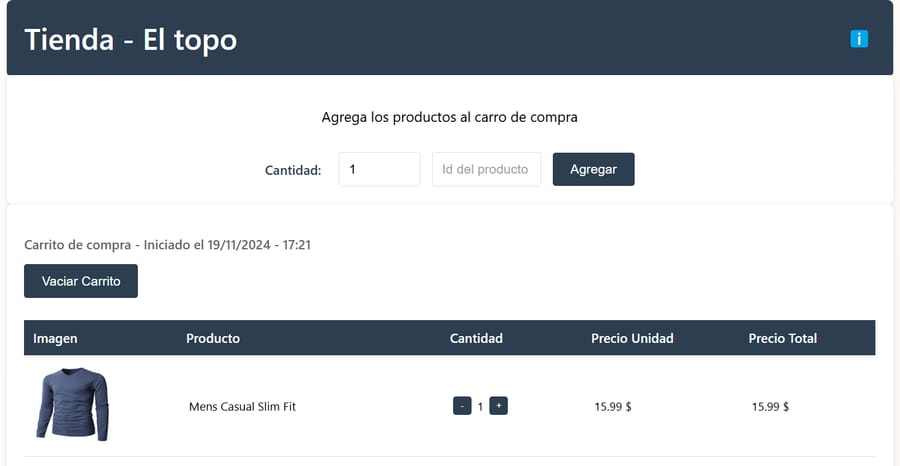 Tienda - El topo
i
Agrega los productos al carro de compra
Cantidad: 1 Id del producto Agregar
Carrito de compra - Iniciado el 19/11/2024 - 17:21
Vaciar Carrito
Imagen Producto Cantidad Precio Unidad Precio Total
Mens Casual Slim Fit - 1 + 15.99 $ 15.99 $